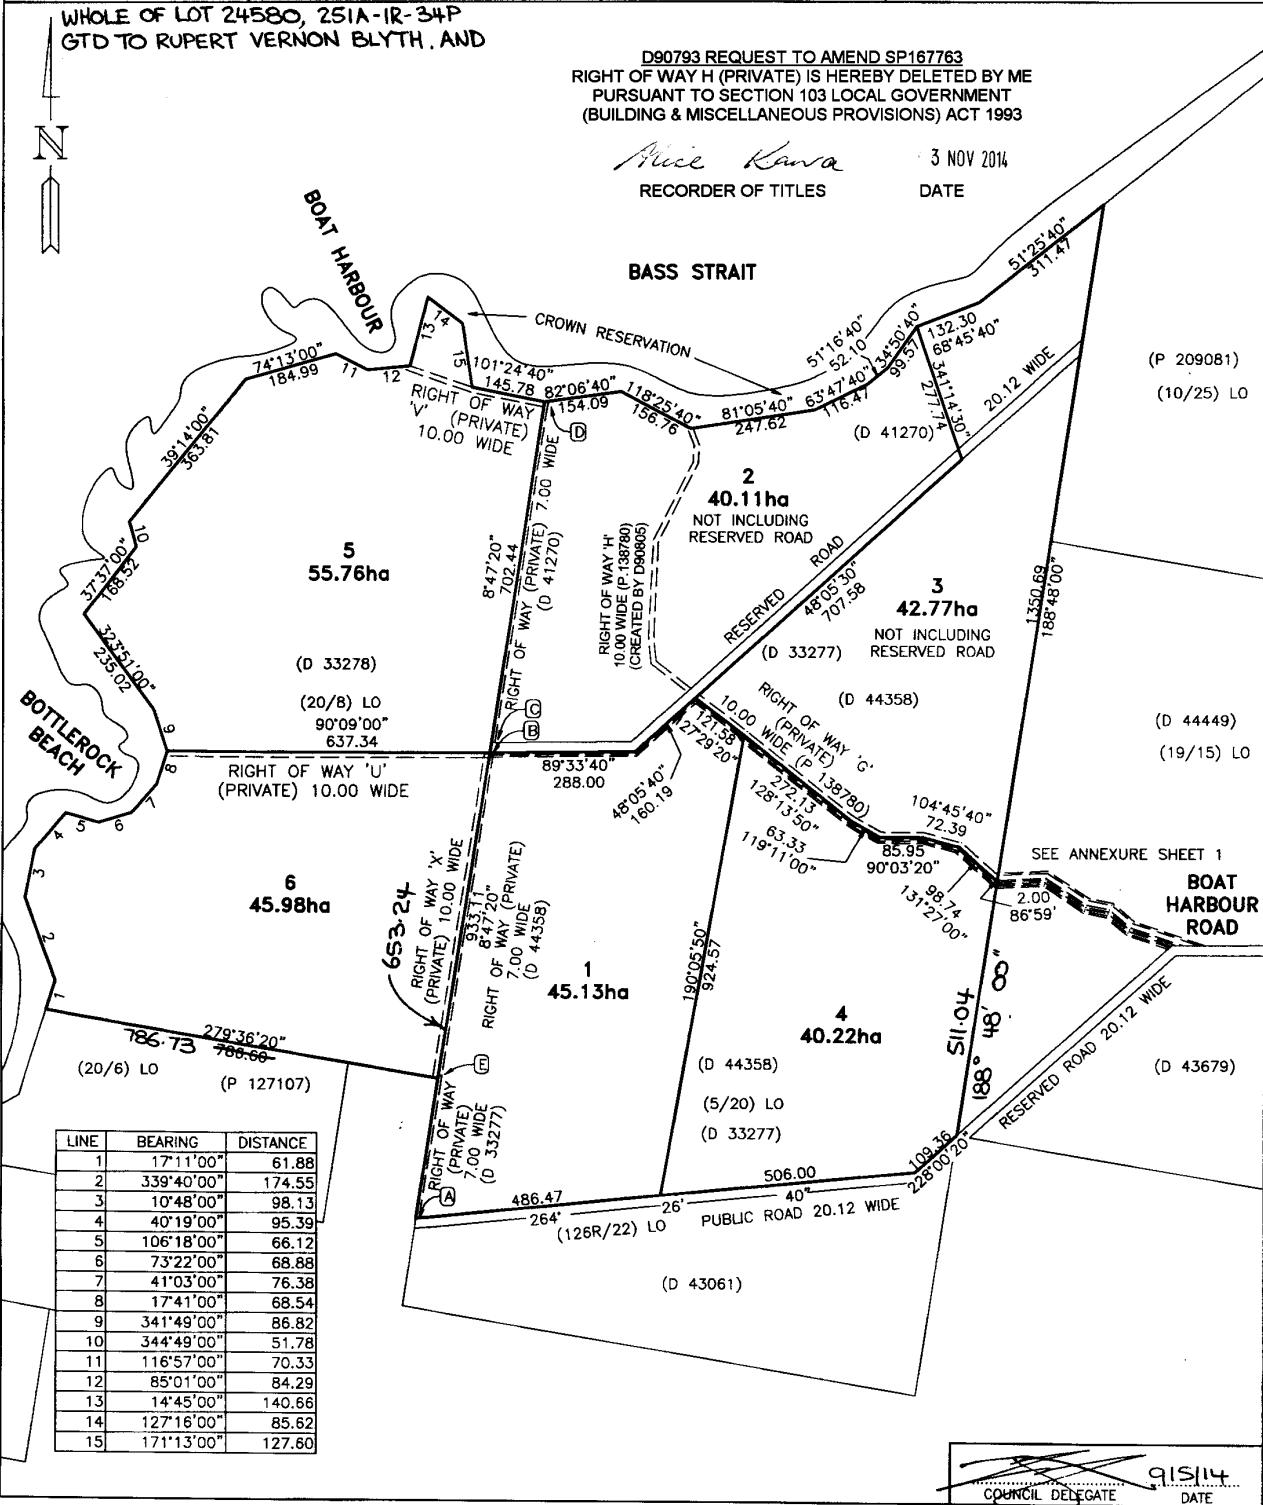 WHOLE OF LOT 24580, 251A-1R-34P
GTD TO RUPERT VERNON BLYTH. AND
N
D90793 REQUEST TO AMEND SP167763
RIGHT OF WAY H (PRIVATE) IS HEREBY DELETED BY ME
PURSUANT TO SECTION 103 LOCAL GOVERNMENT
(BUILDING & MISCELLANEOUS PROVISIONS) ACT 1993
Alice Kawa
3 NOV 2014
RECORDER OF TITLES
DATE
BOAT HARBOUR
BASS STRAIT
CROWN RESERVATION
51°25'40"
311.47
132.30
68°45'40"
34°50'40"
99.57
51°16'40"
52.10
63°47'40"
116.47
81°05'40"
247.62
118°25'40"
156.76
82°06'40"
154.09
101°24'40"
145.78
74°13'00"
184.99
11
12
13
14
15
39°14'00"
363.81
10
37°37'00"
168.52
323°51'00"
235.02
9
8
7
6
5
4
3
2
1
341°14'30"
277.74
20.12 WIDE
(P 209081)
(10/25) LO
(D 41270)
RIGHT OF WAY
'V' (PRIVATE)
10.00 WIDE
D
2
40.11ha
NOT INCLUDING
RESERVED ROAD
5
55.76ha
8°47'20"
702.44
RIGHT OF WAY (PRIVATE) 7.00 WIDE
(D 41270)
RIGHT OF WAY 'H'
10.00 WIDE (P.138780)
(CREATED BY D90805)
RESERVED ROAD
48°05'30"
707.58
3
42.77ha
NOT INCLUDING
RESERVED ROAD
1350.69
188°48'00"
(D 33278)
(20/8) LO
90°09'00"
637.34
(D 33277)
(D 44358)
(D 44449)
(19/15) LO
BOTTLEROCK
BEACH
C
B
RIGHT OF WAY 'U'
(PRIVATE) 10.00 WIDE
89°33'40"
288.00
48°05'40"
160.19
121.58
127°29'20"
RIGHT OF WAY 'G'
(PRIVATE)
10.00 WIDE (P 138780)
272.13
128°13'50"
63.33
119°11'00"
104°45'40"
72.39
85.95
90°03'20"
98.74
131°27'00"
2.00
86°59'
SEE ANNEXURE SHEET 1
BOAT
HARBOUR
ROAD
6
45.98ha
653.24
RIGHT OF WAY 'X'
(PRIVATE) 10.00 WIDE
933.11
8°47'20"
RIGHT OF WAY (PRIVATE)
7.00 WIDE
(D 44358)
1
45.13ha
190°05'50"
924.57
4
40.22ha
511.04
188° 48' 0"
RESERVED ROAD 20.12 WIDE
(D 43679)
786.73
279°36'20"
786.60
(20/6) LO
(P 127107)
E
(D 44358)
(5/20) LO
(D 33277)
RIGHT OF WAY
(PRIVATE)
7.00 WIDE
(D 33277)
A
109.36
228°00'20"
486.47
506.00
264° 26' 40"
(126R/22) LO
PUBLIC ROAD 20.12 WIDE
(D 43061)
LINE BEARING DISTANCE
1 17°11'00" 61.88
2 339°40'00" 174.55
3 10°48'00" 98.13
4 40°19'00" 95.39
5 106°18'00" 66.12
6 73°22'00" 68.88
7 41°03'00" 76.38
8 17°41'00" 68.54
9 341°49'00" 86.82
10 344°49'00" 51.78
11 116°57'00" 70.33
12 85°01'00" 84.29
13 14°45'00" 140.66
14 127°16'00" 85.62
15 171°13'00" 127.60
9/5/14
COUNCIL DELEGATE
DATE